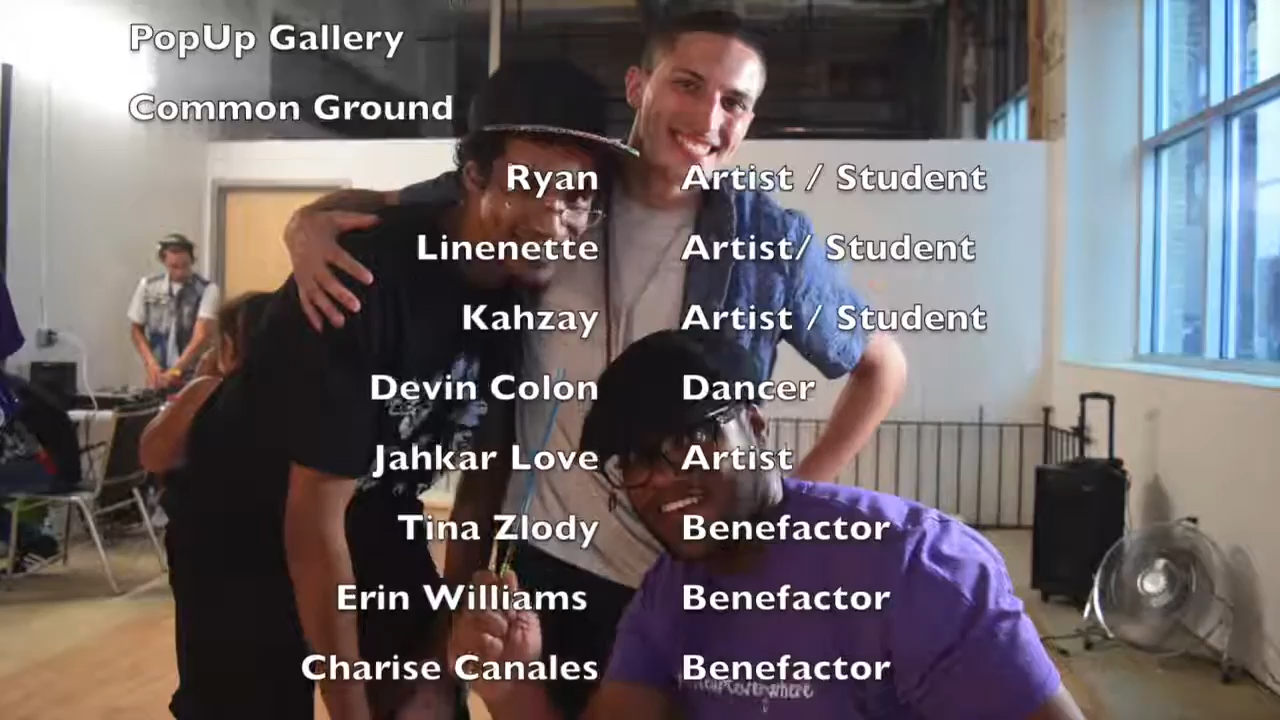 PopUp Gallery
Common Ground
Ryan Artist / Student
Linenette Artist/ Student
Kahzay Artist / Student
Devin Colon Dancer
Jahkar Love Artist
Tina Zlody Benefactor
Erin Williams Benefactor
Charise Canales Benefactor